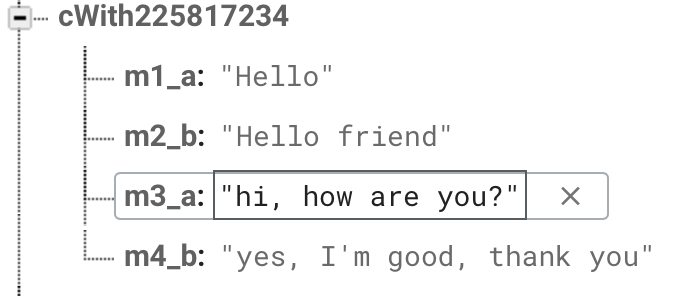 cWith225817234
m1_a: "Hello"
m2_b: "Hello friend"
m3_a: "hi, how are you?" ×
m4_b: "yes, I'm good, thank you"